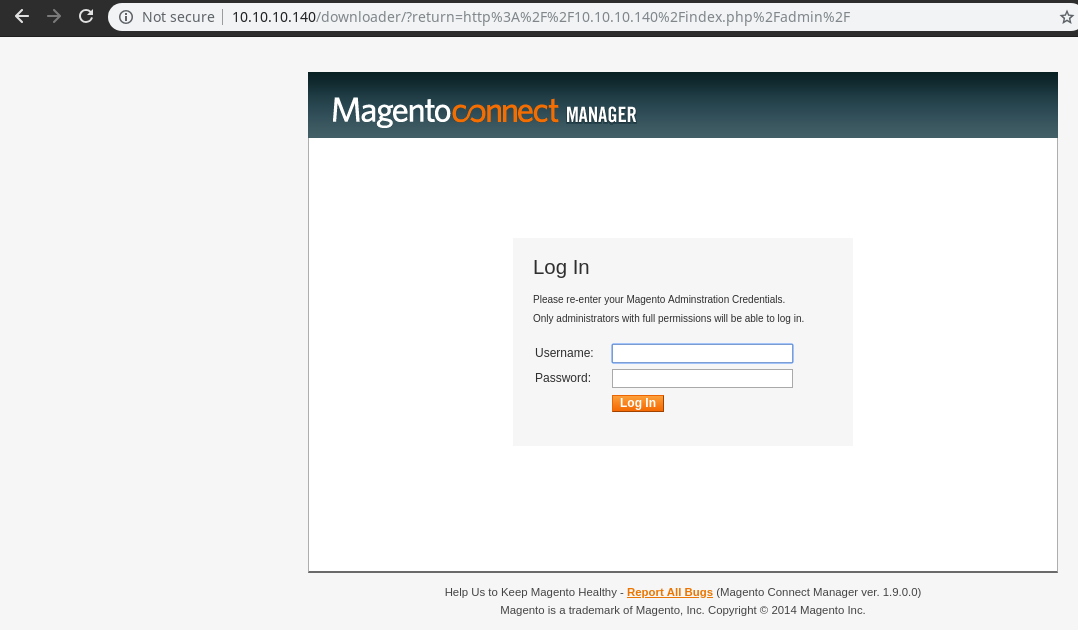 Not secure 10.10.10.140/downloader/?return=http%3A%2F%2F10.10.10.140%2Findex.php%2Fadmin%2F
Magentoconnect MANAGER
Log In
Please re-enter your Magento Adminstration Credentials.
Only administrators with full permissions will be able to log in.
Username:
Password:
Log In
Help Us to Keep Magento Healthy - Report All Bugs (Magento Connect Manager ver. 1.9.0.0)
Magento is a trademark of Magento, Inc. Copyright © 2014 Magento Inc.